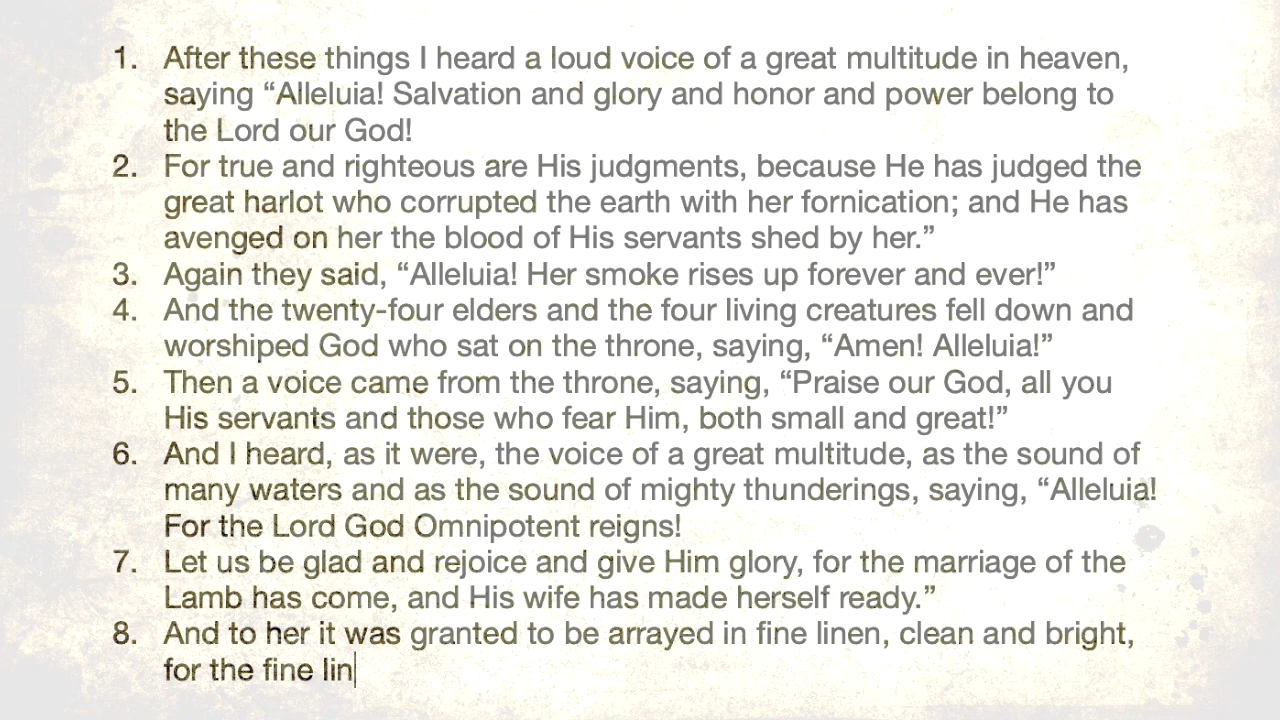 1. After these things I heard a loud voice of a great multitude in heaven,
saying “Alleluia! Salvation and glory and honor and power belong to
the Lord our God!
2. For true and righteous are His judgments, because He has judged the
great harlot who corrupted the earth with her fornication; and He has
avenged on her the blood of His servants shed by her.”
3. Again they said, “Alleluia! Her smoke rises up forever and ever!”
4. And the twenty-four elders and the four living creatures fell down and
worshiped God who sat on the throne, saying, “Amen! Alleluia!”
5. Then a voice came from the throne, saying, “Praise our God, all you
His servants and those who fear Him, both small and great!”
6. And I heard, as it were, the voice of a great multitude, as the sound of
many waters and as the sound of mighty thunderings, saying, “Alleluia!
For the Lord God Omnipotent reigns!
7. Let us be glad and rejoice and give Him glory, for the marriage of the
Lamb has come, and His wife has made herself ready.”
8. And to her it was granted to be arrayed in fine linen, clean and bright,
for the fine lin